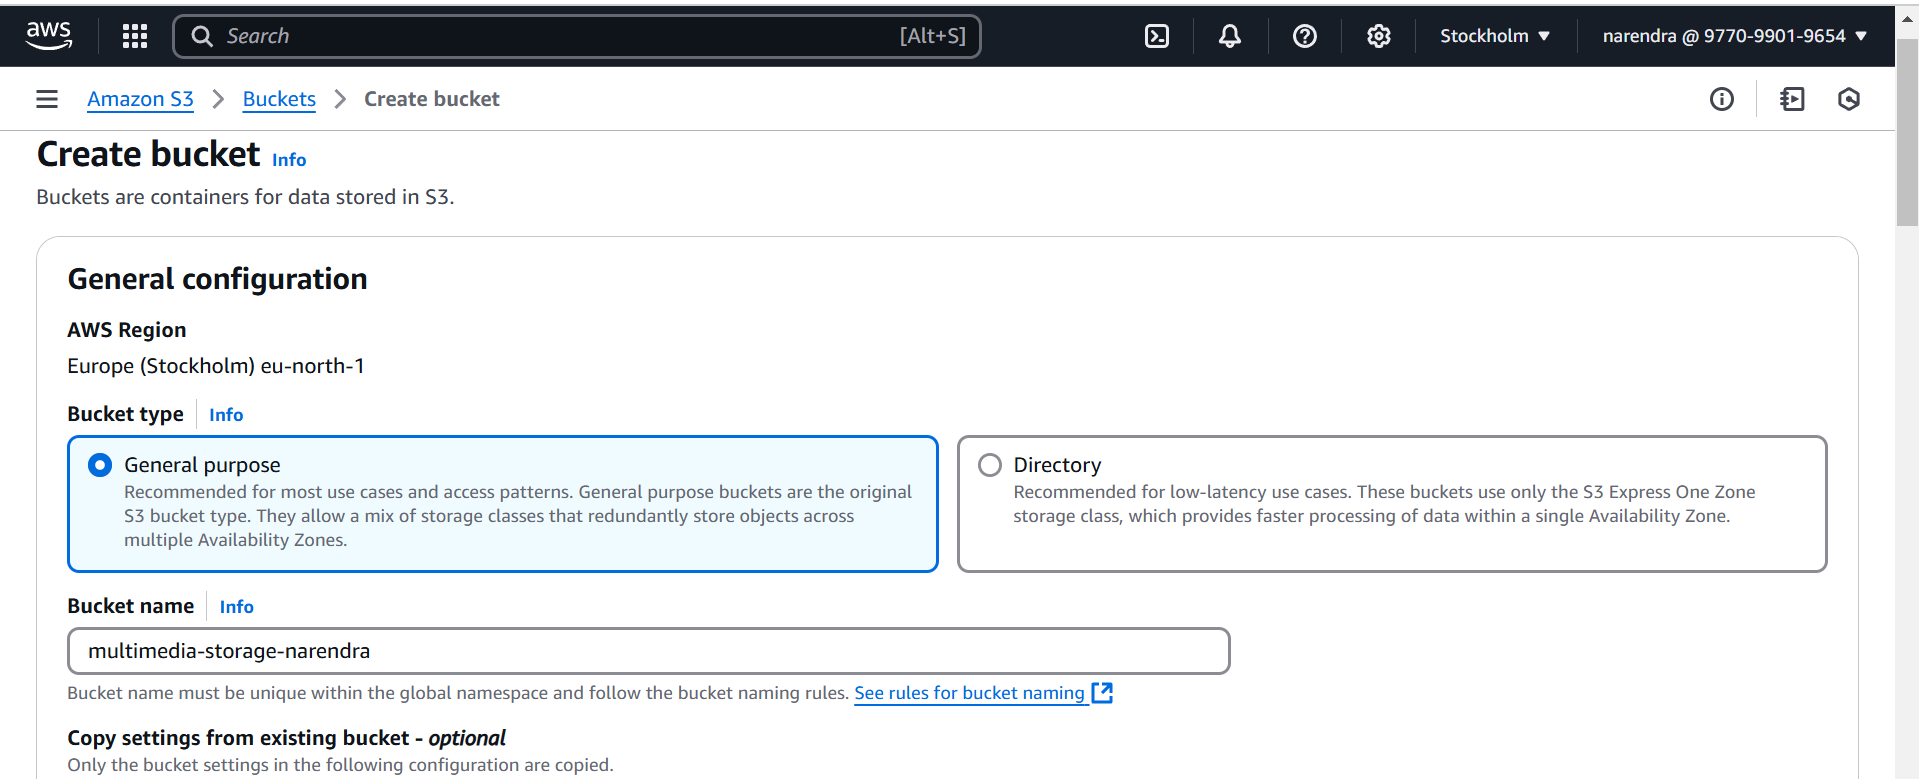 aws
Search [Alt+S]
Stockholm
narendra @ 9770-9901-9654
Amazon S3
Buckets
Create bucket
Create bucket Info
Buckets are containers for data stored in S3.
General configuration
AWS Region
Europe (Stockholm) eu-north-1
Bucket type Info
General purpose
Recommended for most use cases and access patterns. General purpose buckets are the original
S3 bucket type. They allow a mix of storage classes that redundantly store objects across
multiple Availability Zones.
Directory
Recommended for low-latency use cases. These buckets use only the S3 Express One Zone
storage class, which provides faster processing of data within a single Availability Zone.
Bucket name Info
multimedia-storage-narendra
Bucket name must be unique within the global namespace and follow the bucket naming rules. See rules for bucket naming
Copy settings from existing bucket - optional
Only the bucket settings in the following configuration are copied.